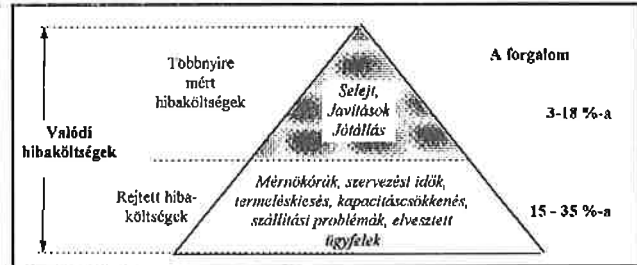 Többnyire
mért
hibaköltségek
Valódi
hibaköltségek
Rejtett hiba-
költségek
Selejt,
Javítások
Jótállás
Mérnökórák, szervezési idők,
termeléskiesés, kapacitáscsökkenés,
szállítási problémák, elvesztett
ügyfelek
A forgalom
3-18 %-a
15 - 35 %-a